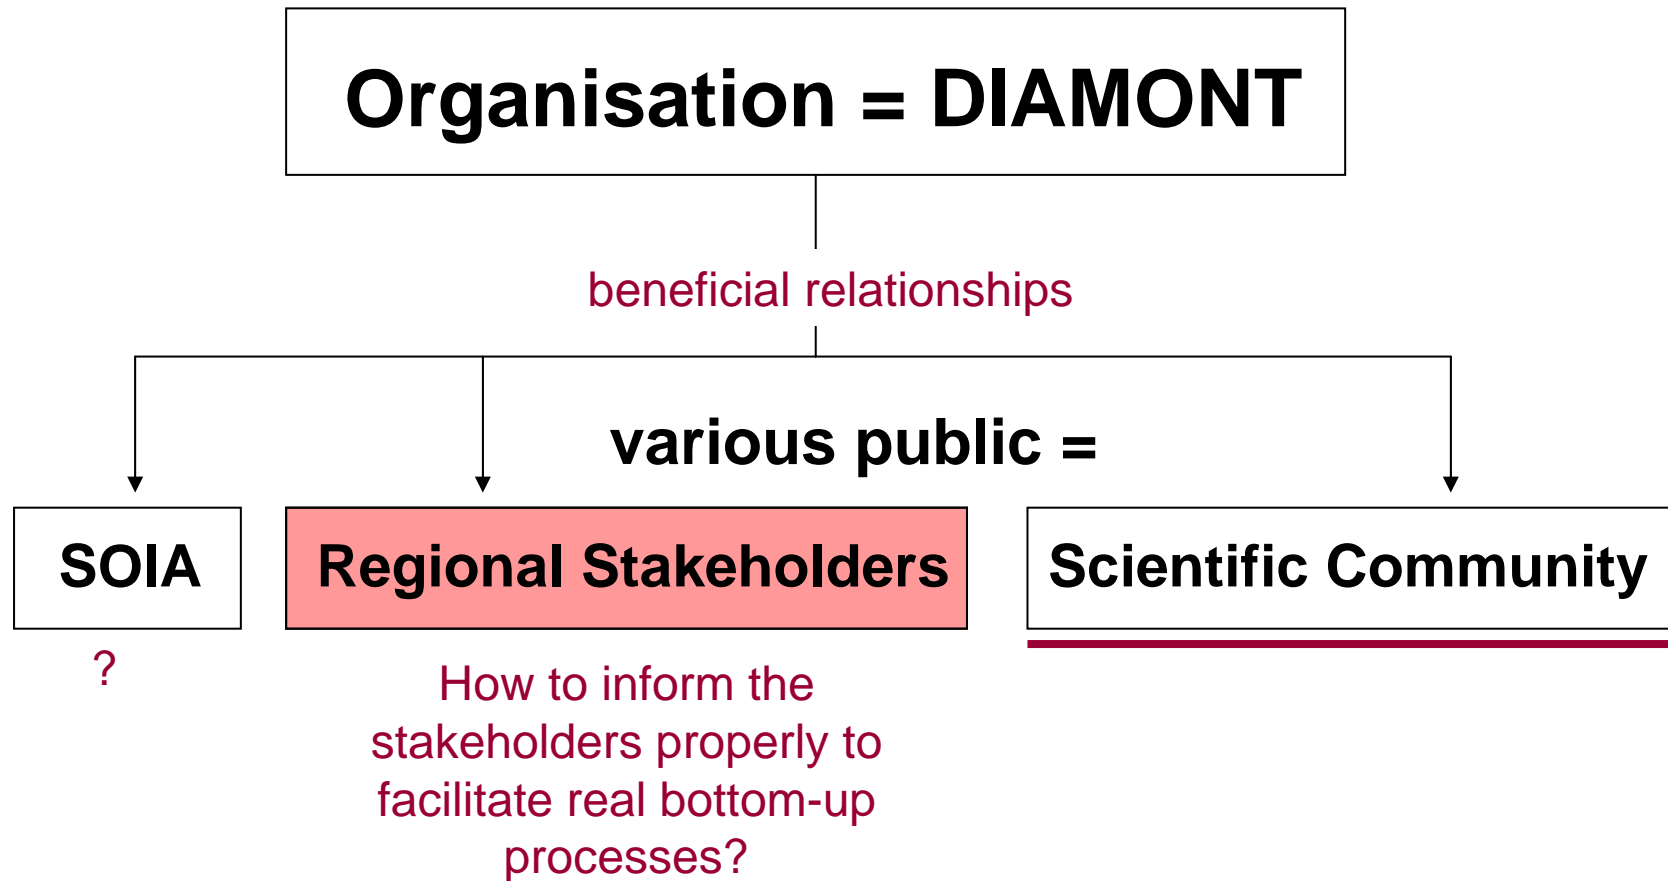 Organisation = DIAMONT
beneficial relationships
various public =
SOIA
Regional Stakeholders
Scientific Community
?
How to inform the
stakeholders properly to
facilitate real bottom-up
processes?